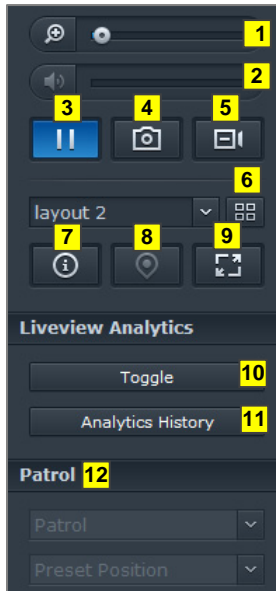 1
2
3 4 5
6
layout 2
7 8 9
Liveview Analytics
Toggle 10
Analytics History 11
Patrol 12
Patrol
Preset Position